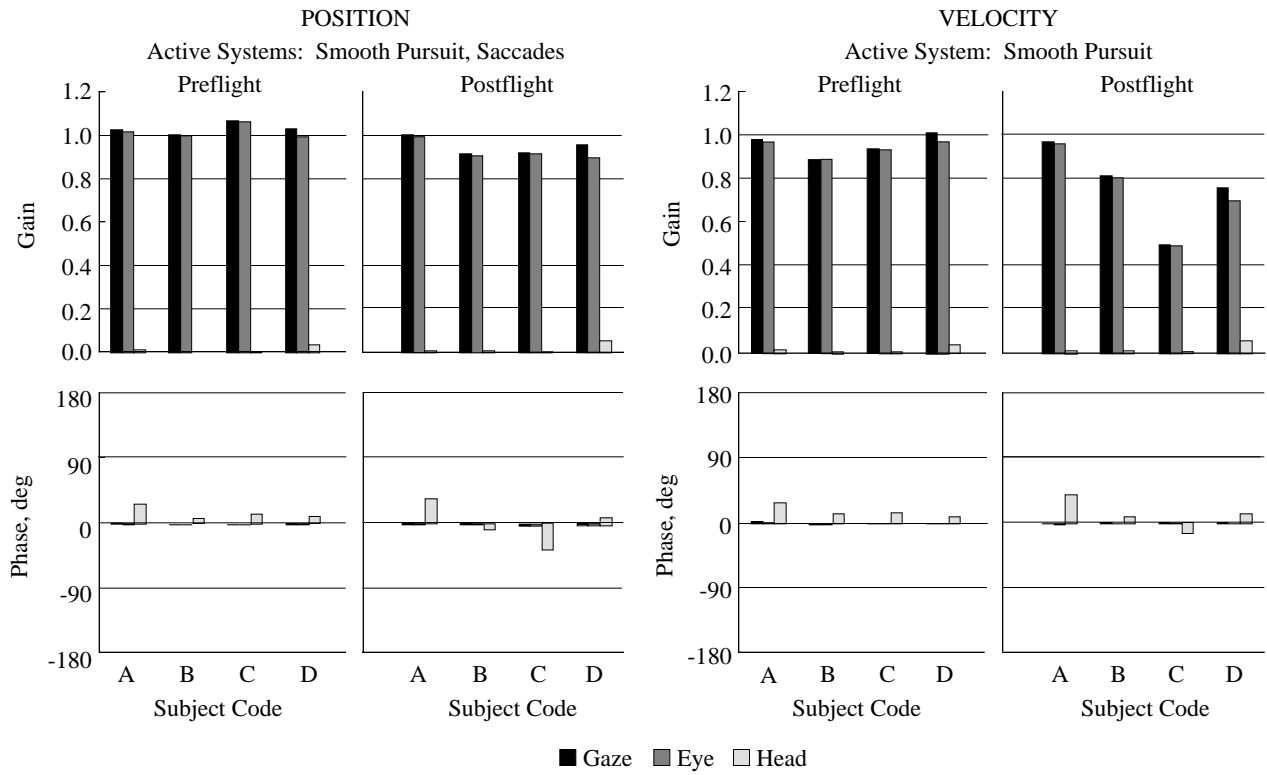 POSITION
Active Systems: Smooth Pursuit, Saccades
Preflight
Postflight
Gain
1.2
1.0
0.8
0.6
0.4
0.2
0.0
Phase, deg
180
90
0
-90
-180
A B C D
Subject Code
A B C D
Subject Code
VELOCITY
Active System: Smooth Pursuit
Preflight
Postflight
Gain
1.2
1.0
0.8
0.6
0.4
0.2
0.0
Phase, deg
180
90
0
-90
-180
A B C D
Subject Code
A B C D
Subject Code
Gaze Eye Head